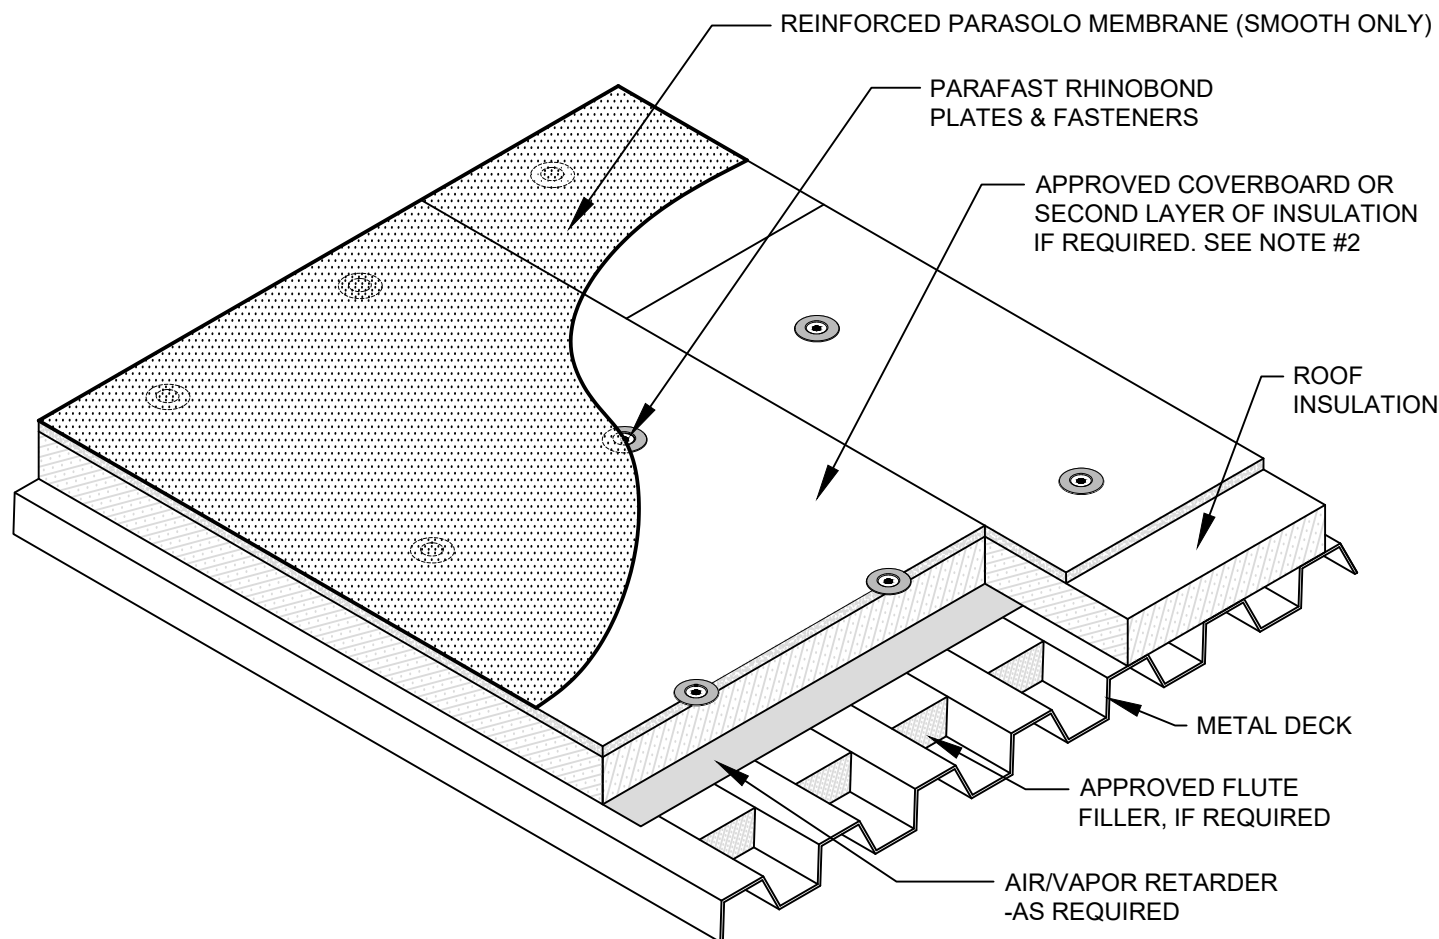 REINFORCED PARASOLO MEMBRANE (SMOOTH ONLY)
PARAFAST RHINOBOND
PLATES & FASTENERS
APPROVED COVERBOARD OR
SECOND LAYER OF INSULATION
IF REQUIRED. SEE NOTE #2
ROOF
INSULATION
METAL DECK
APPROVED FLUTE
FILLER, IF REQUIRED
AIR/VAPOR RETARDER
-AS REQUIRED